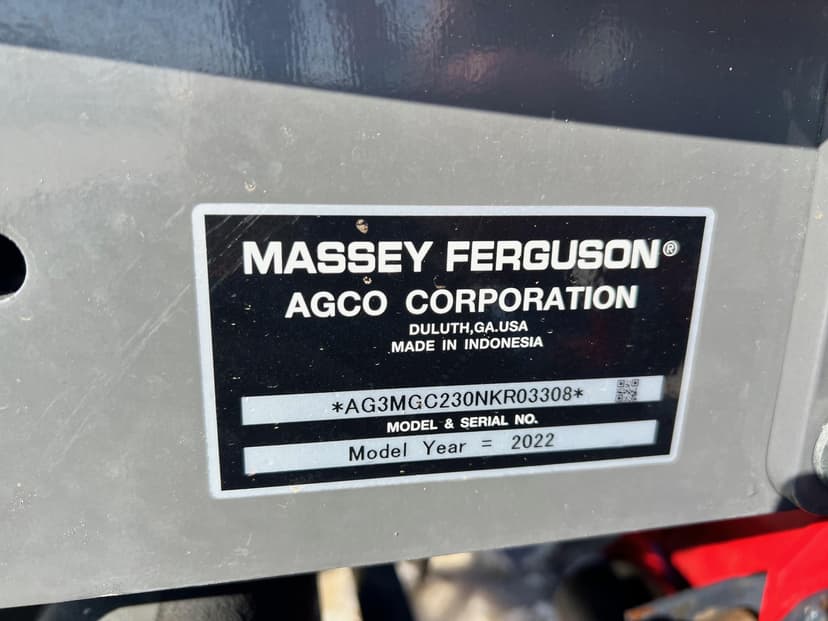 MASSEY FERGUSON®
AGCO CORPORATION
DULUTH,GA.USA
MADE IN INDONESIA
*AG3MGC230NKR03308*
MODEL & SERIAL NO.
Model Year = 2022